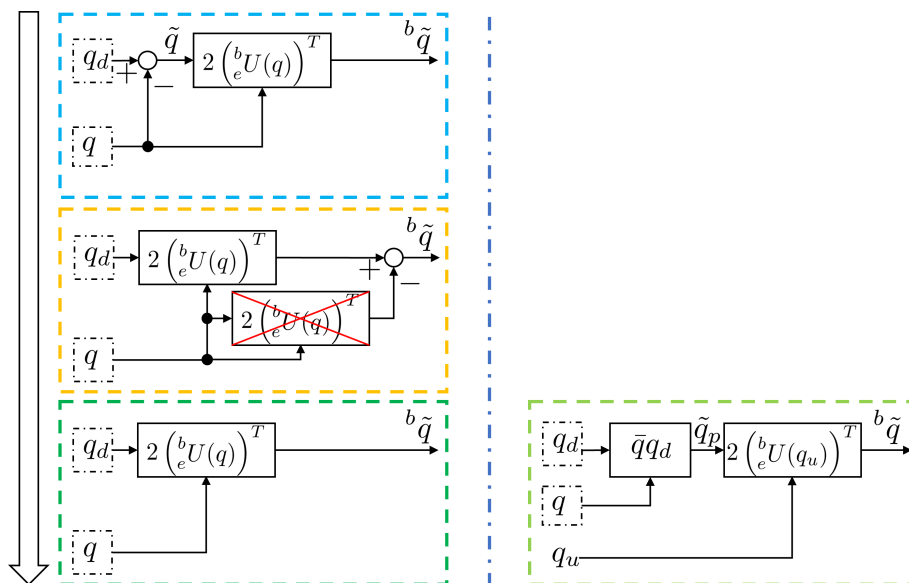 q_d + − q̃ 2 (ᵇₑU(q))ᵀ ᵇq̃
q
q_d 2 (ᵇₑU(q))ᵀ + − ᵇq̃
2 (ᵇₑU(q))ᵀ
q
q_d 2 (ᵇₑU(q))ᵀ ᵇq̃
q
q_d q̄q_d q̃_p 2 (ᵇₑU(q_u))ᵀ ᵇq̃
q
q_u